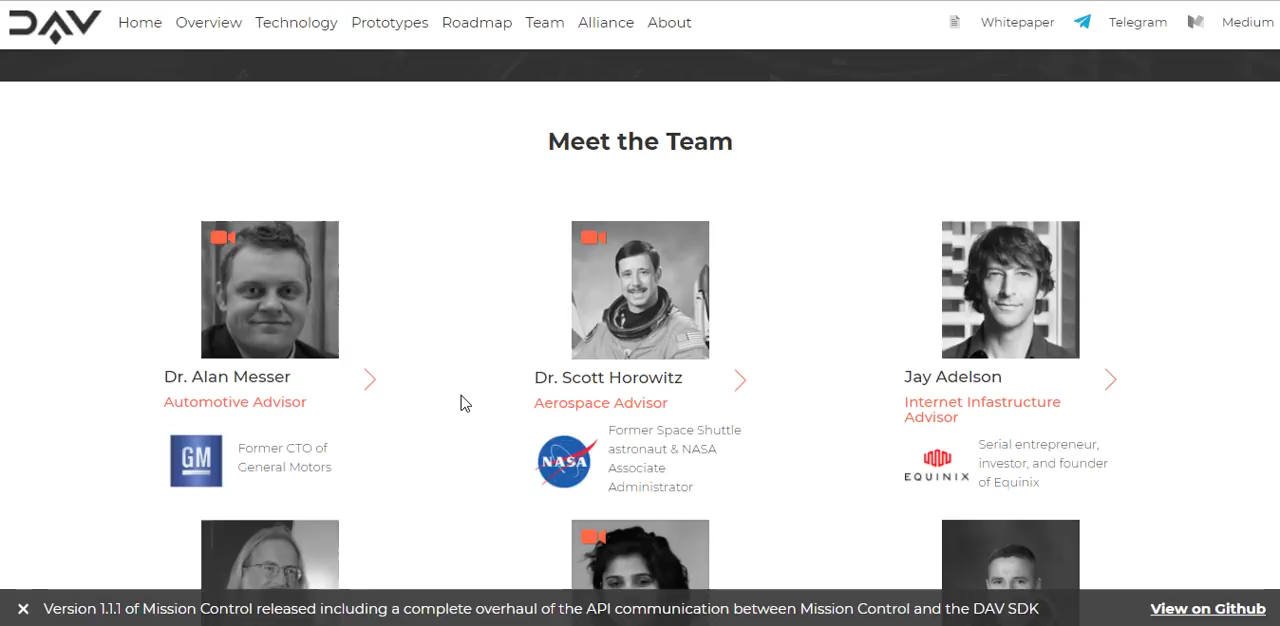 DAV Home Overview Technology Prototypes Roadmap Team Alliance About Whitepaper Telegram Medium
Meet the Team
Dr. Alan Messer
Automotive Advisor
GM
Former CTO of
General Motors
Dr. Scott Horowitz
Aerospace Advisor
NASA
Former Space Shuttle
astronaut & NASA
Associate
Administrator
Jay Adelson
Internet Infastructure
Advisor
EQUINIX
Serial entrepreneur,
investor, and founder
of Equinix
× Version 1.1.1 of Mission Control released including a complete overhaul of the API communication between Mission Control and the DAV SDK View on Github